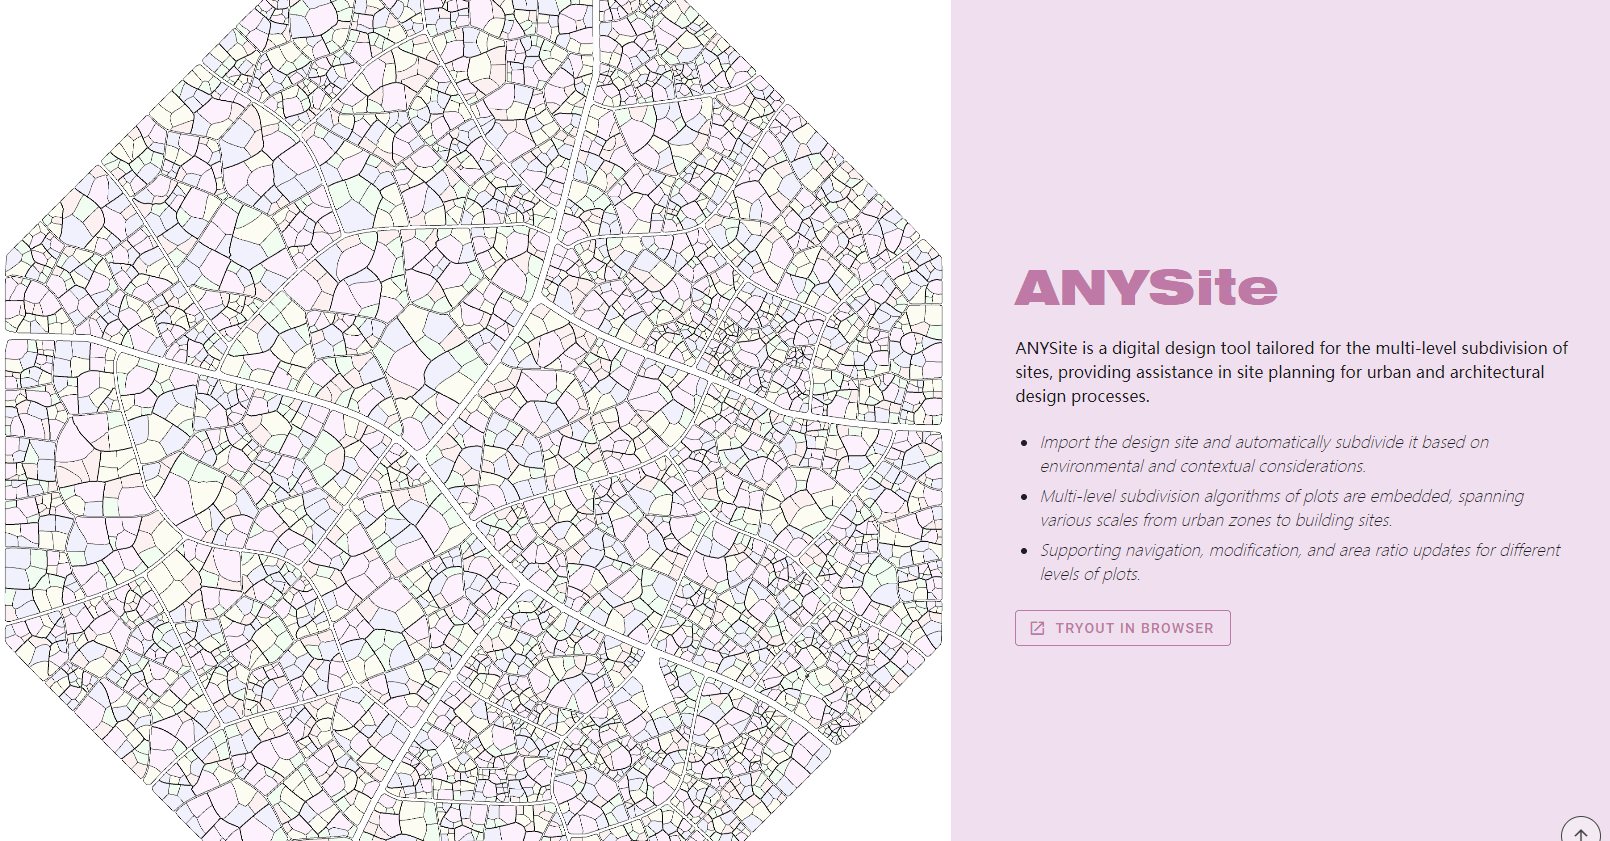 ANYSite
ANYSite is a digital design tool tailored for the multi-level subdivision of
sites, providing assistance in site planning for urban and architectural
design processes.
Import the design site and automatically subdivide it based on
environmental and contextual considerations.
Multi-level subdivision algorithms of plots are embedded, spanning
various scales from urban zones to building sites.
Supporting navigation, modification, and area ratio updates for different
levels of plots.
TRYOUT IN BROWSER